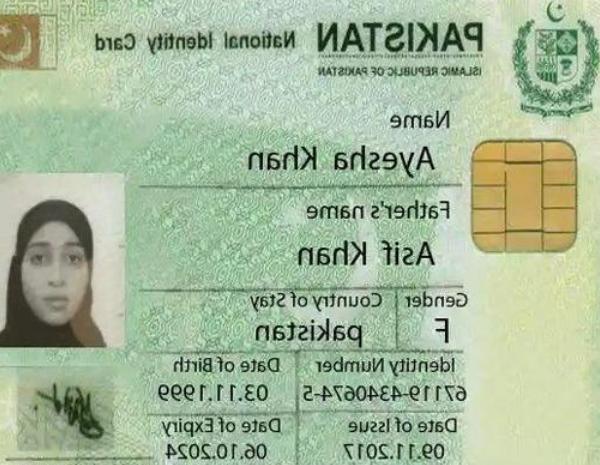 PAKISTAN National Identity Card
ISLAMIC REPUBLIC OF PAKISTAN
Name
Ayesha Khan
Father's name
Asif Khan
Gender Country of Stay
F pakistan
Identity Number Date of Birth
67119-4340674-5 03.11.1999
Date of Issue Date of Expiry
09.11.2017 06.10.2024